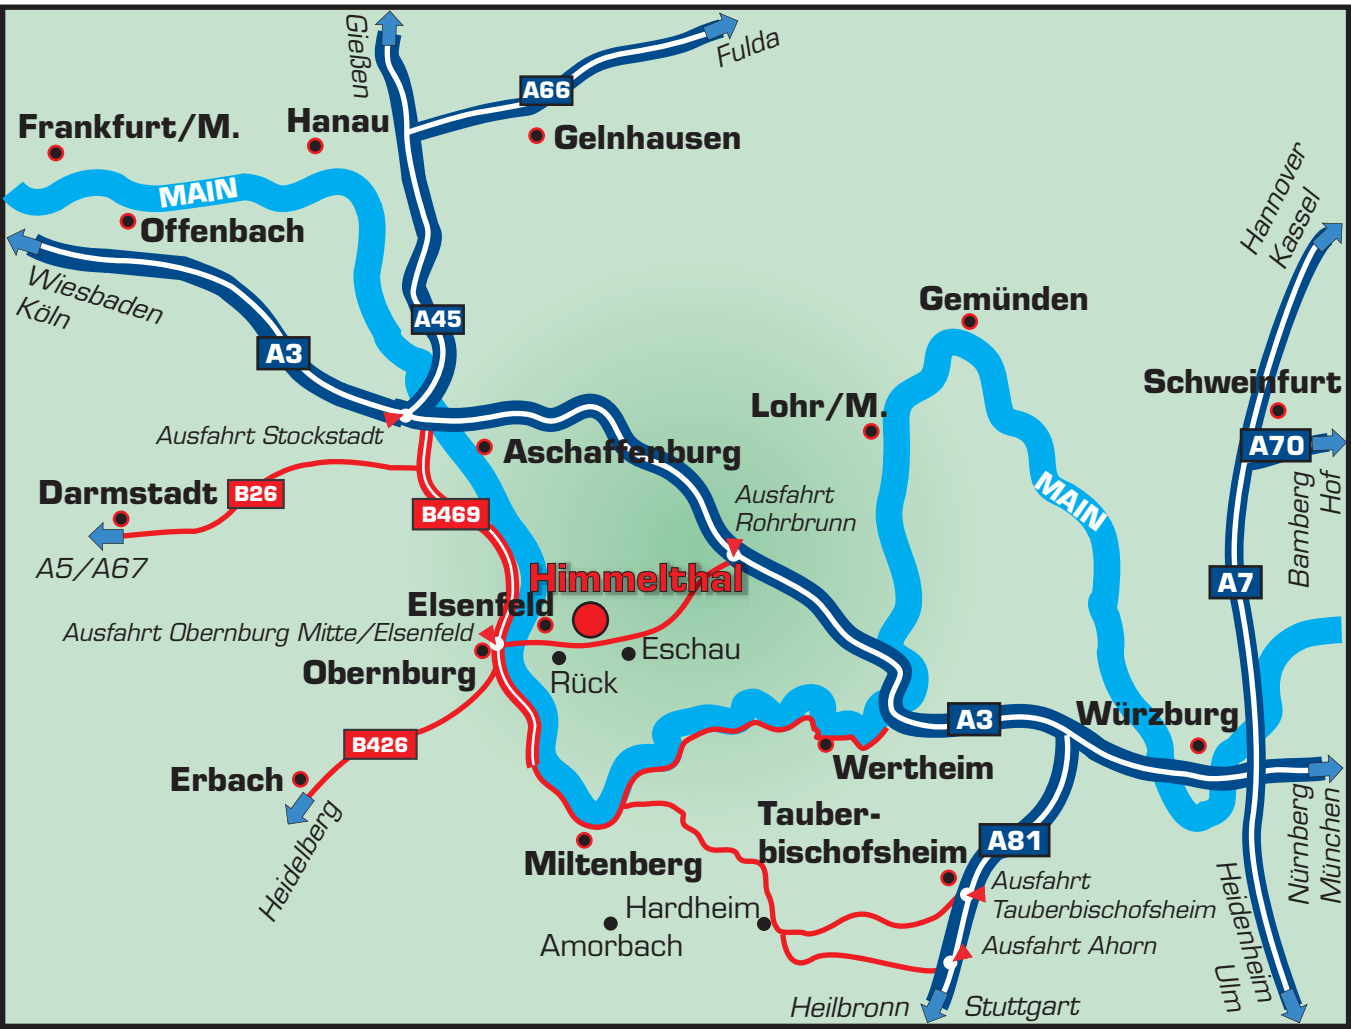 Gießen
Fulda
A66
Frankfurt/M.
Hanau
Gelnhausen
MAIN
Offenbach
Hannover
Kassel
Wiesbaden
Köln
A45
A3
Gemünden
Schweinfurt
Lohr/M.
Ausfahrt Stockstadt
Aschaffenburg
A70
Bamberg
Hof
Darmstadt
B26
B469
Ausfahrt
Rohrbrunn
MAIN
A5/A67
Himmelthal
A7
Elsenfeld
Ausfahrt Obernburg Mitte/Elsenfeld
Eschau
Obernburg
Rück
A3
Würzburg
B426
Erbach
Wertheim
Heidelberg
Tauber-
bischofsheim
A81
Nürnberg
München
Miltenberg
Ausfahrt
Tauberbischofsheim
Hardheim
Amorbach
Ausfahrt Ahorn
Heidenheim
Ulm
Heilbronn
Stuttgart